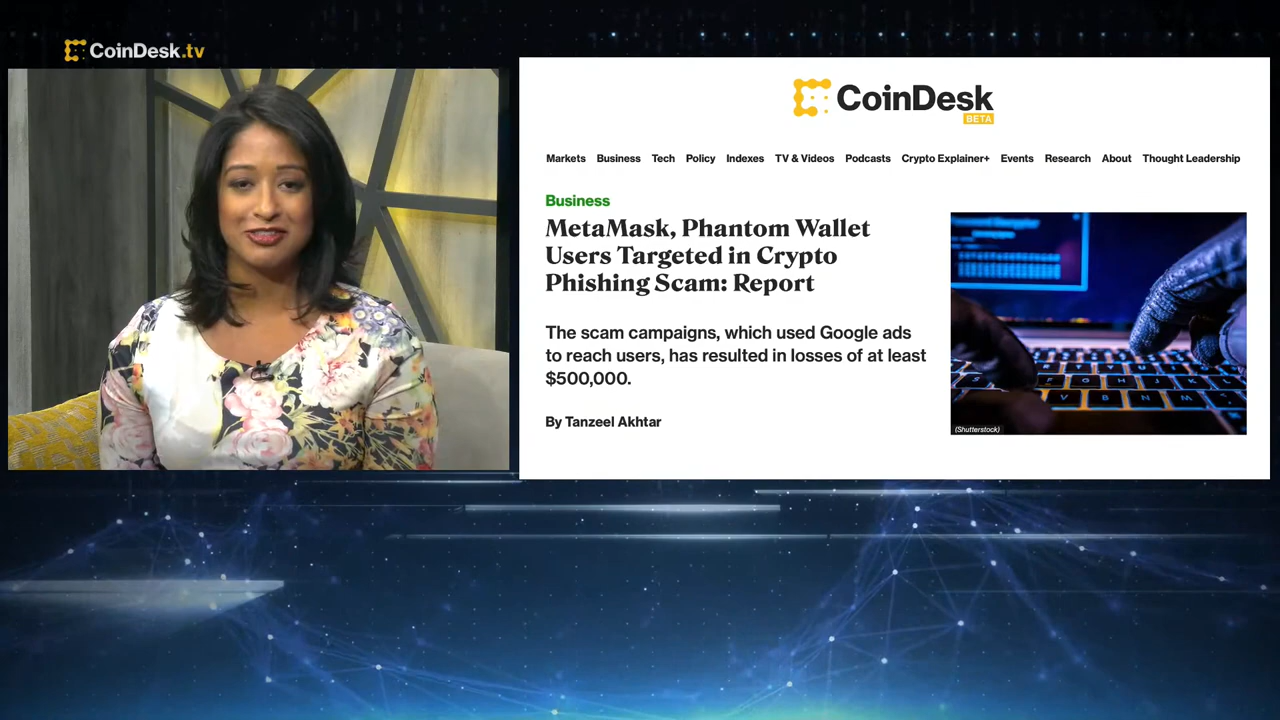 CoinDesk.tv
CoinDesk
BETA
Markets Business Tech Policy Indexes TV & Videos Podcasts Crypto Explainer+ Events Research About Thought Leadership
Business
MetaMask, Phantom Wallet
Users Targeted in Crypto
Phishing Scam: Report
The scam campaigns, which used Google ads
to reach users, has resulted in losses of at least
$500,000.
By Tanzeel Akhtar
(Shutterstock)